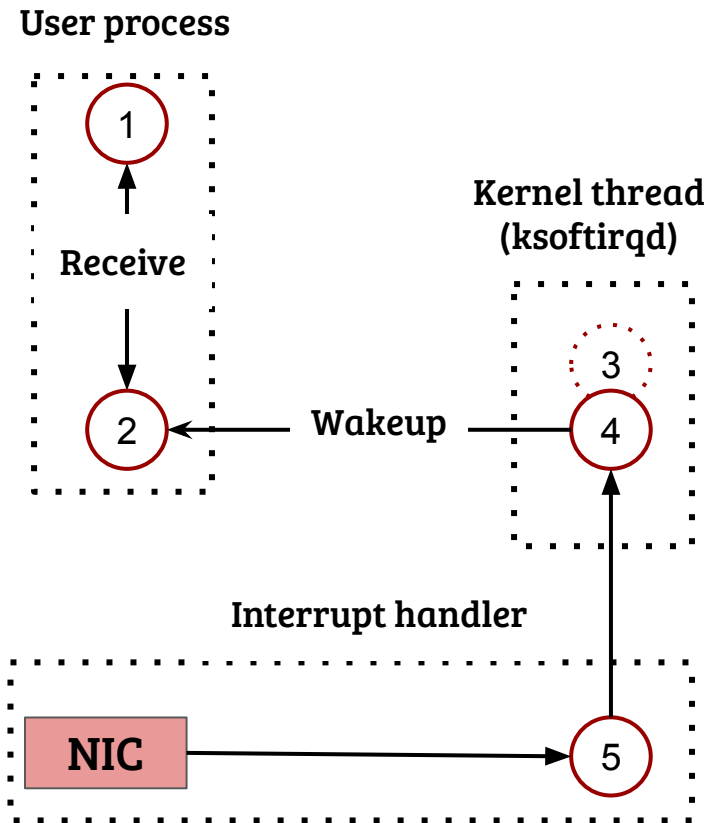 User process
1
Receive
2
Wakeup
Kernel thread
(ksoftirqd)
3
4
Interrupt handler
NIC
5